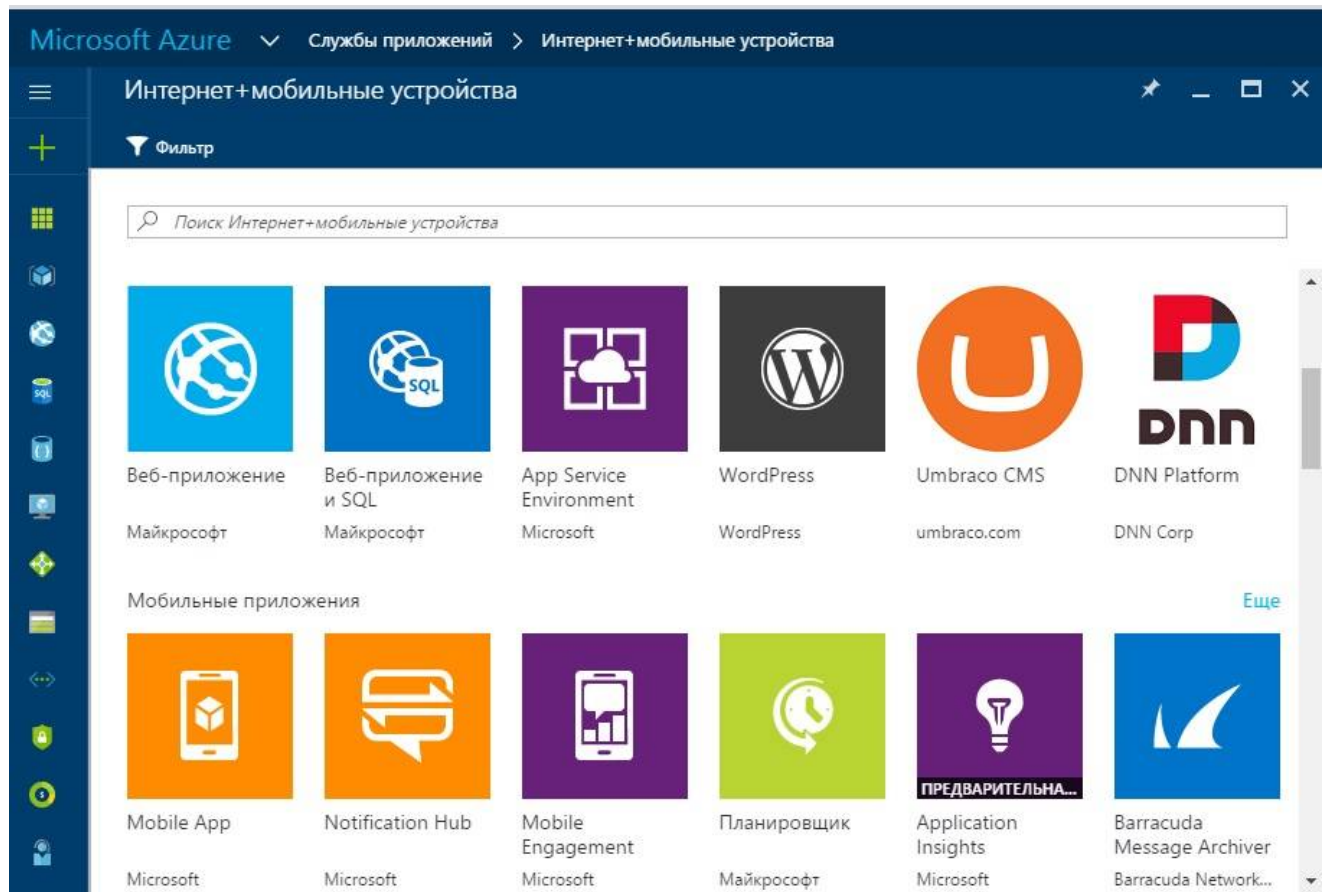 Microsoft Azure Службы приложений > Интернет+мобильные устройства
Интернет+мобильные устройства
Фильтр
Поиск Интернет+мобильные устройства
SQL
SQL
DNN
Веб-приложение Веб-приложение и SQL App Service Environment WordPress Umbraco CMS DNN Platform
Майкрософт Майкрософт Microsoft WordPress umbraco.com DNN Corp
Мобильные приложения Еще
ПРЕДВАРИТЕЛЬНА...
Mobile App Notification Hub Mobile Engagement Планировщик Application Insights Barracuda Message Archiver
Microsoft Microsoft Microsoft Майкрософт Microsoft Barracuda Network...